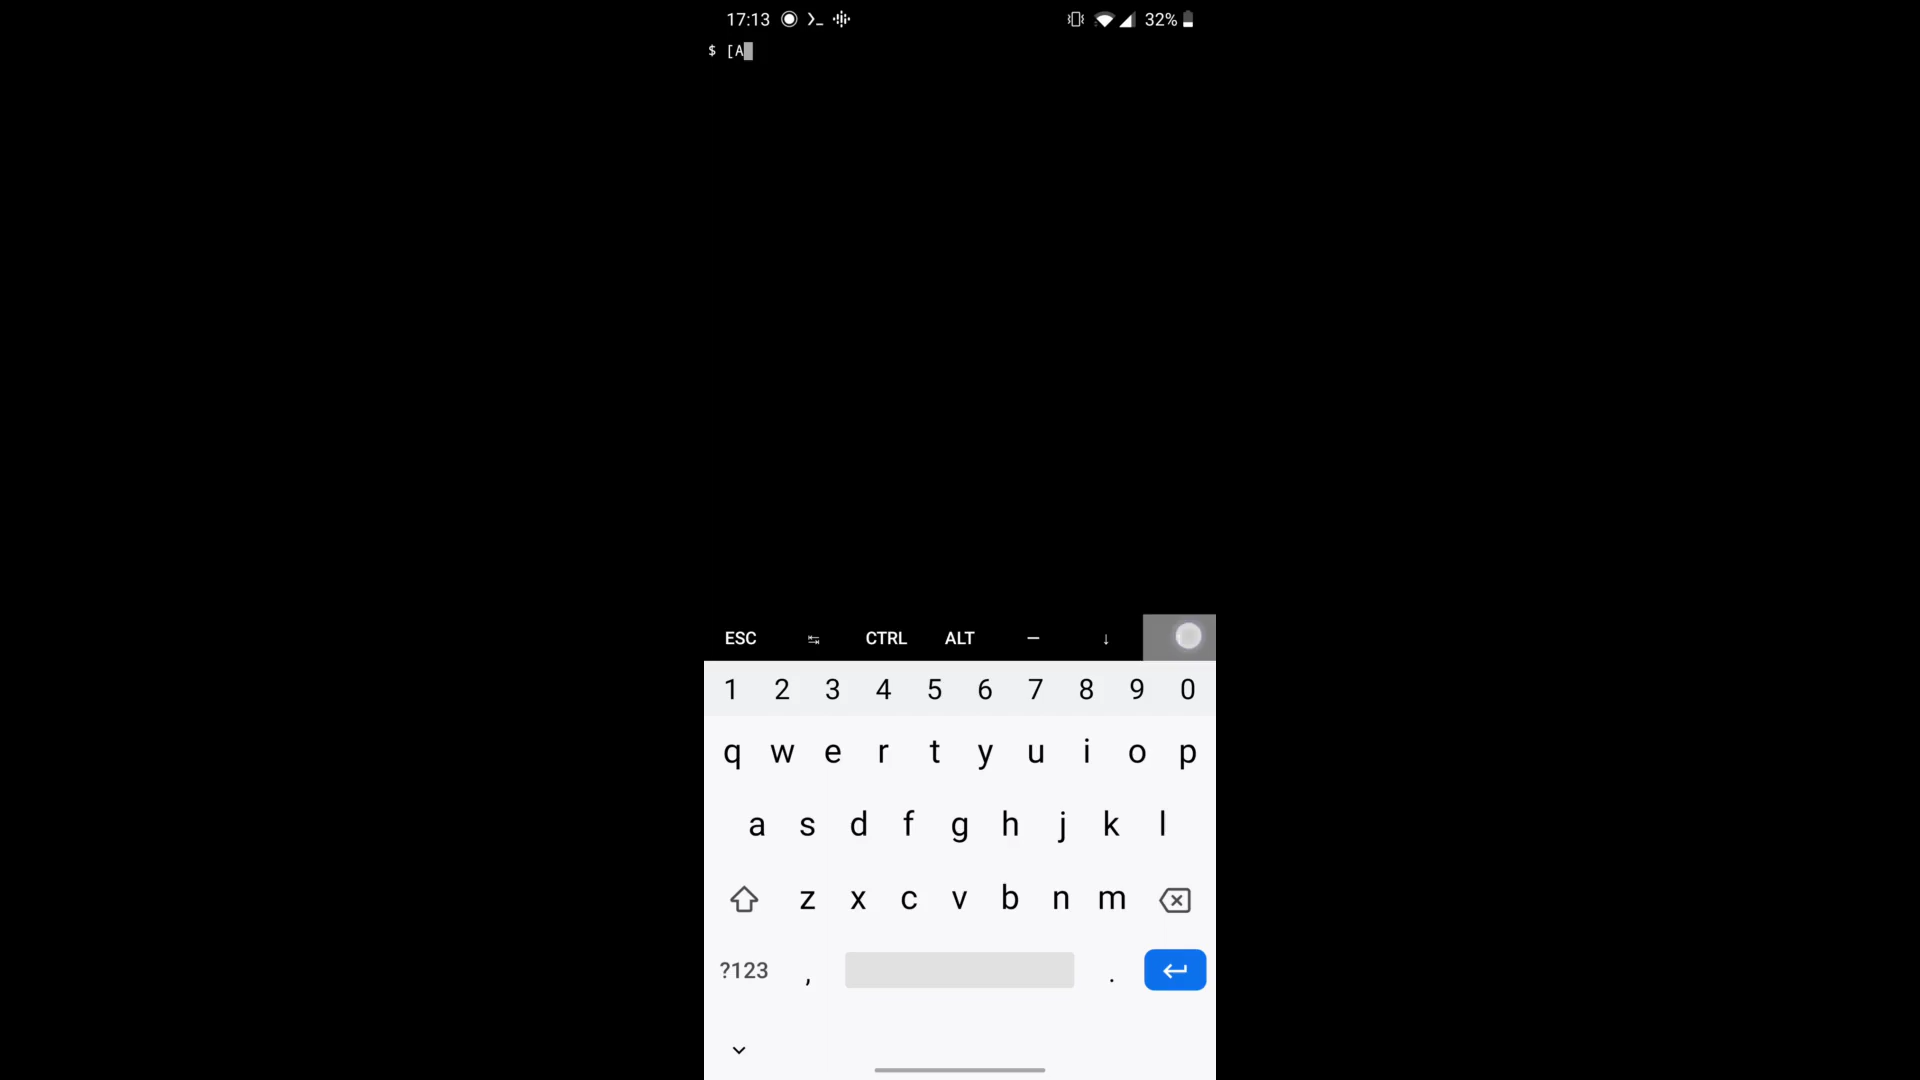 17:13 32%
$ [A
ESC ⇆ CTRL ALT — ↓
1 2 3 4 5 6 7 8 9 0
q w e r t y u i o p
a s d f g h j k l
z x c v b n m
?123 , .